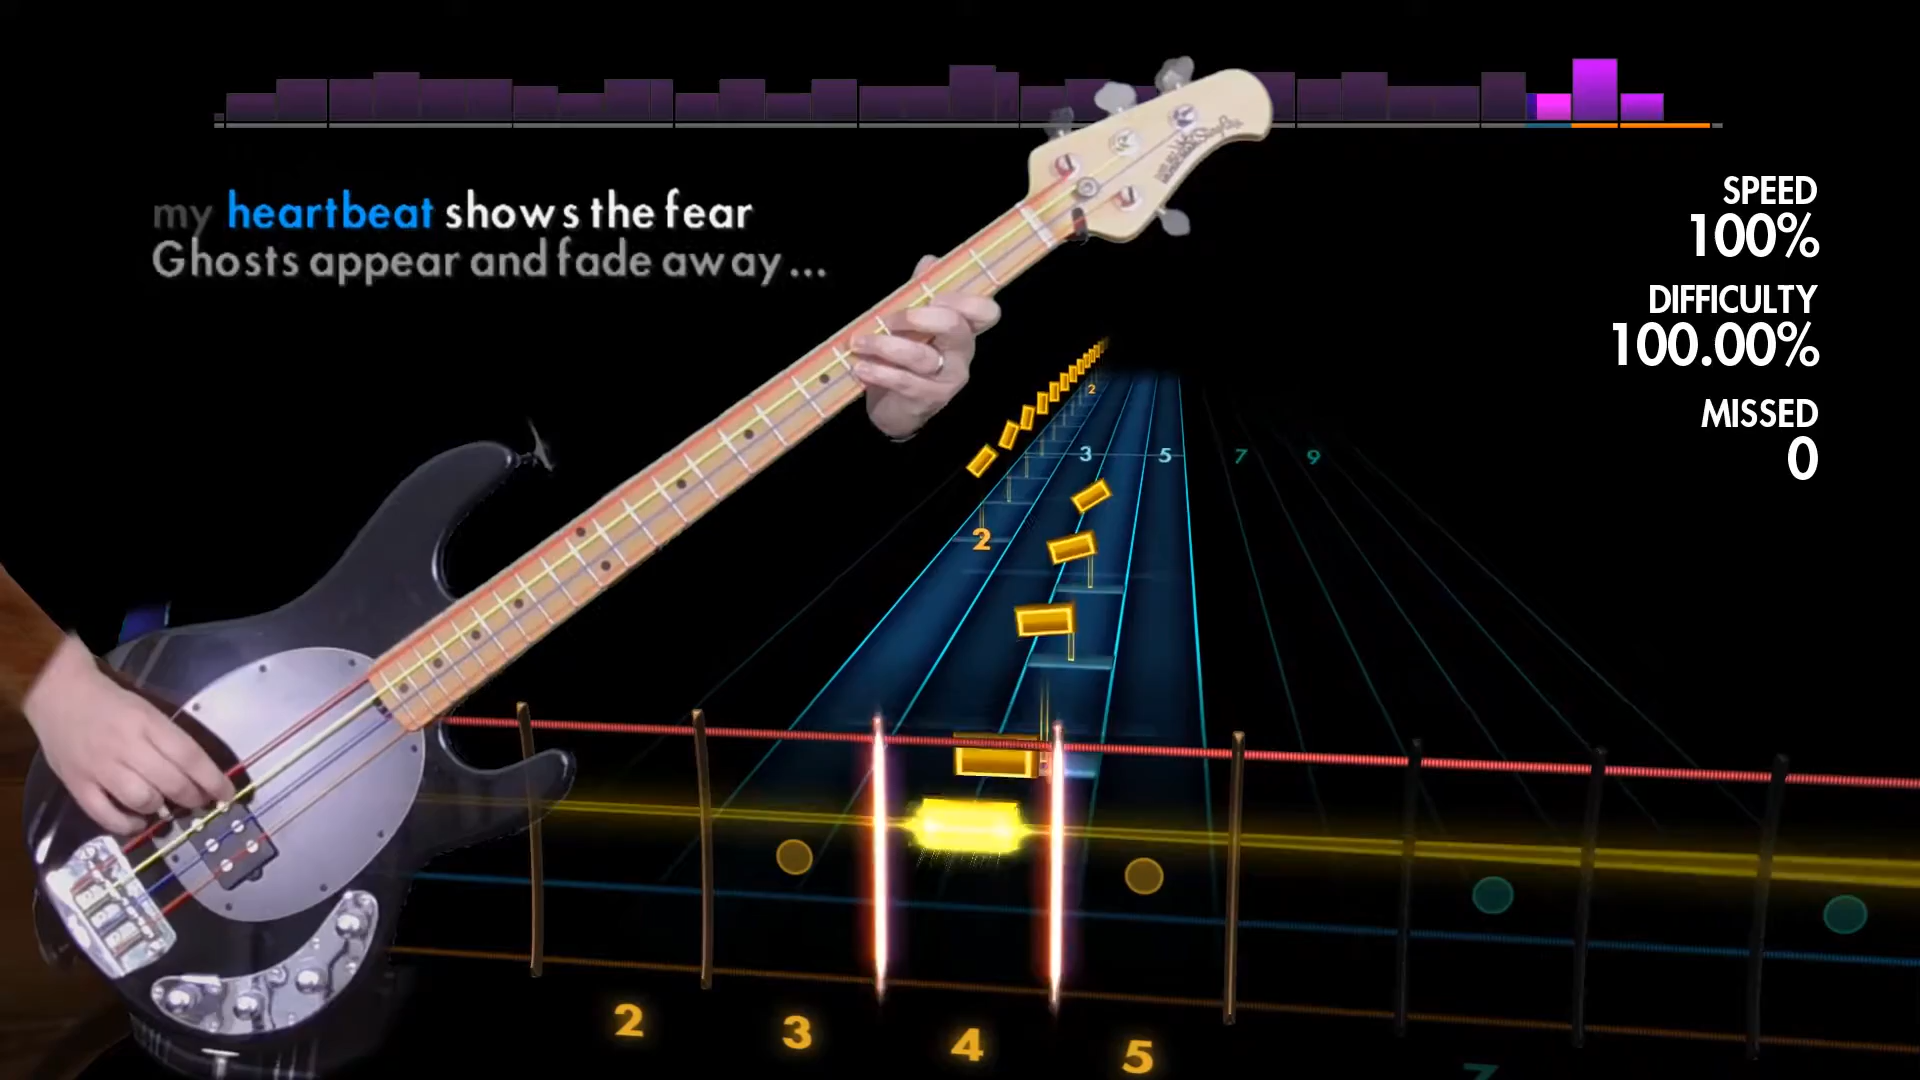 my heartbeat shows the fear
Ghosts appear and fade away...
SPEED
100%
DIFFICULTY
100.00%
MISSED
0
2
3 5 7 9
2
2 3 4 5 7